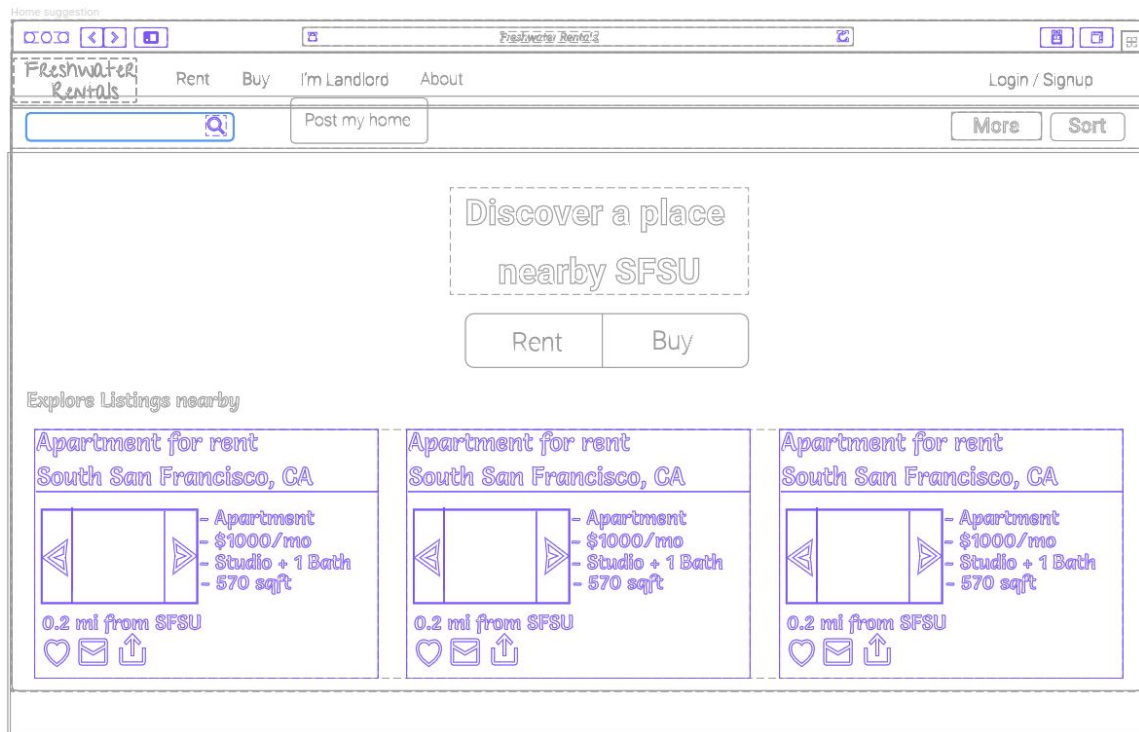 Home suggestion
Freshwater Rentals
Freshwater
Rentals
Rent
Buy
I'm Landlord
About
Login / Signup
Post my home
More
Sort
Discover a place
nearby SFSU
Rent
Buy
Explore Listings nearby
Apartment for rent
South San Francisco, CA
- Apartment
- $1000/mo
- Studio + 1 Bath
- 570 sqft
0.2 mi from SFSU
Apartment for rent
South San Francisco, CA
- Apartment
- $1000/mo
- Studio + 1 Bath
- 570 sqft
0.2 mi from SFSU
Apartment for rent
South San Francisco, CA
- Apartment
- $1000/mo
- Studio + 1 Bath
- 570 sqft
0.2 mi from SFSU